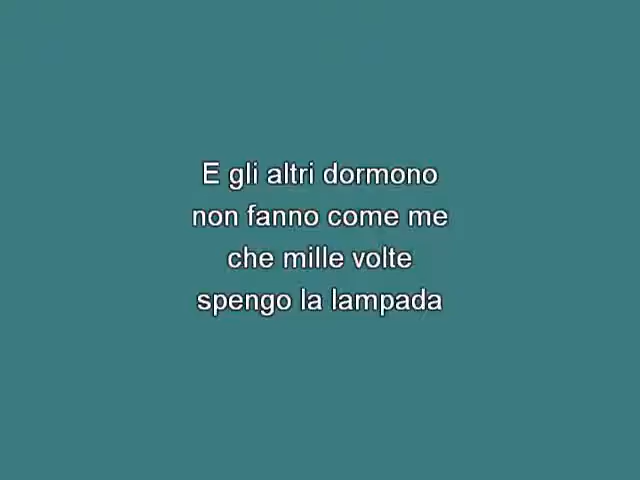 E gli altri dormono
non fanno come me
che mille volte
spengo la lampada